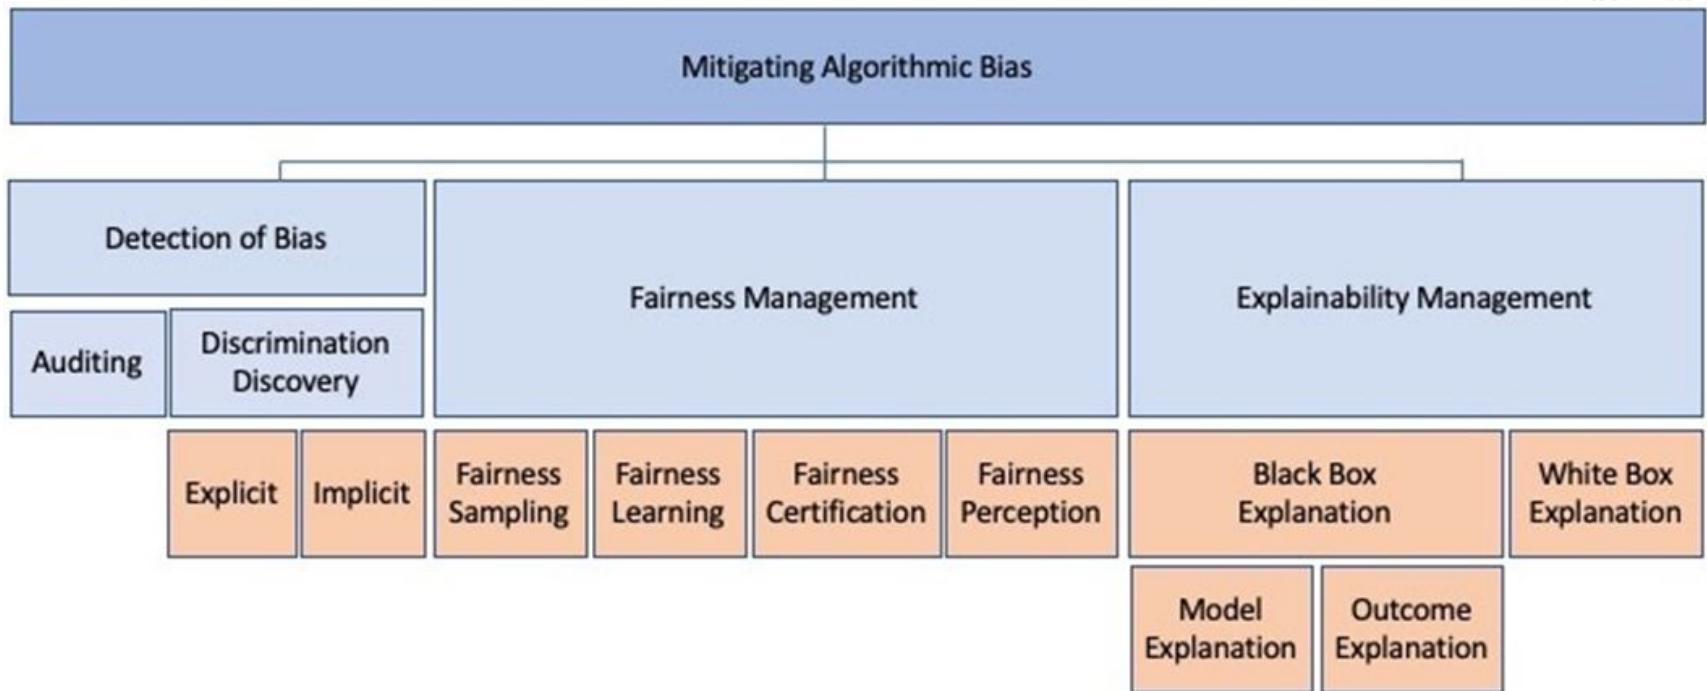 Mitigating Algorithmic Bias
Detection of Bias
Fairness Management
Explainability Management
Auditing
Discrimination
Discovery
Explicit
Implicit
Fairness
Sampling
Fairness
Learning
Fairness
Certification
Fairness
Perception
Black Box
Explanation
White Box
Explanation
Model
Explanation
Outcome
Explanation